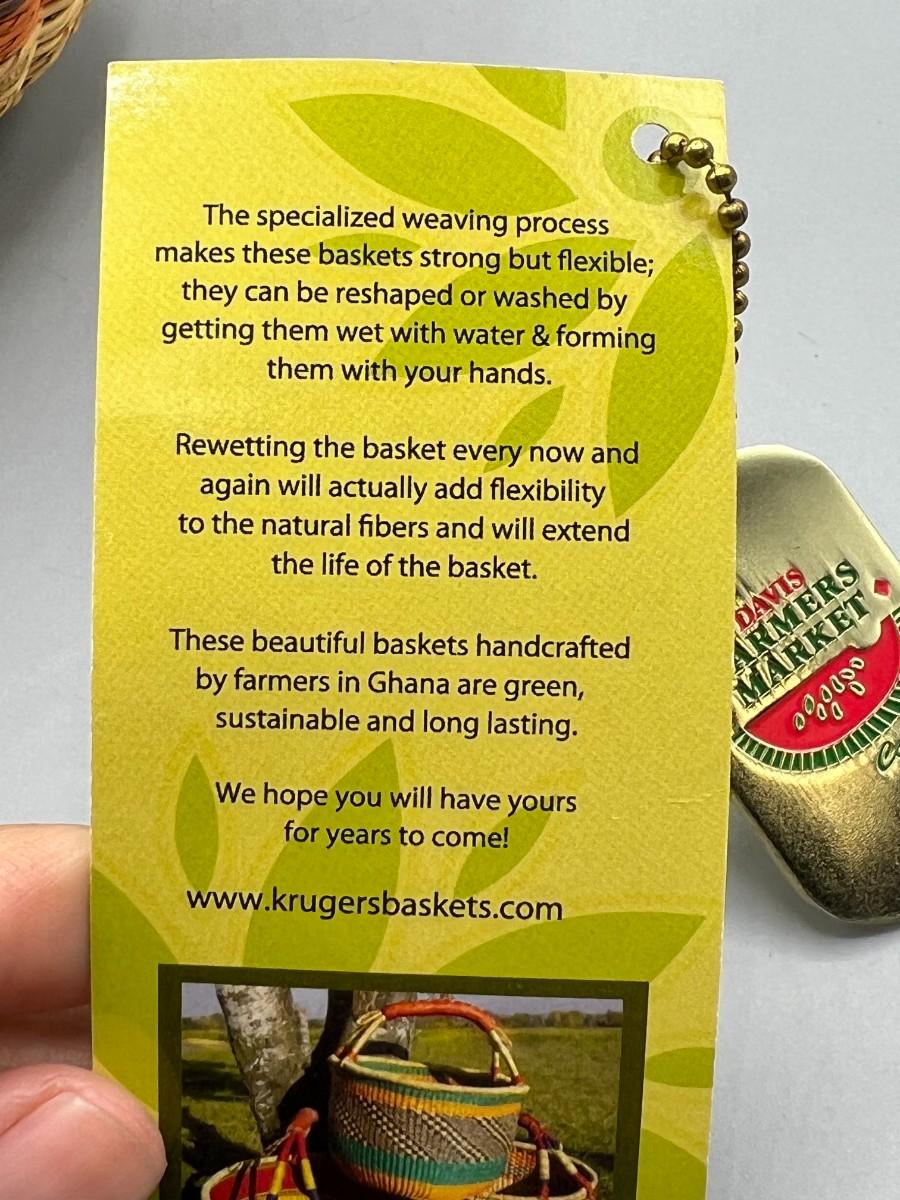 The specialized weaving process
makes these baskets strong but flexible;
they can be reshaped or washed by
getting them wet with water & forming
them with your hands.
Rewetting the basket every now and
again will actually add flexibility
to the natural fibers and will extend
the life of the basket.
These beautiful baskets handcrafted
by farmers in Ghana are green,
sustainable and long lasting.
We hope you will have yours
for years to come!
www.krugersbaskets.com
DAVIS
ARMERS
MARKET